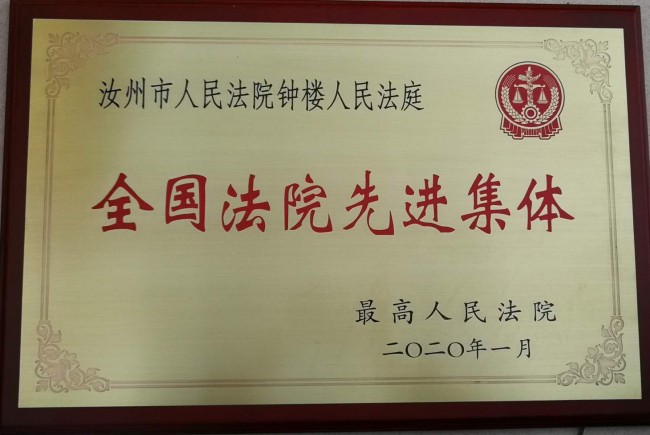 汝州市人民法院钟楼人民法庭
全国法院先进集体
最高人民法院
二〇二〇年一月